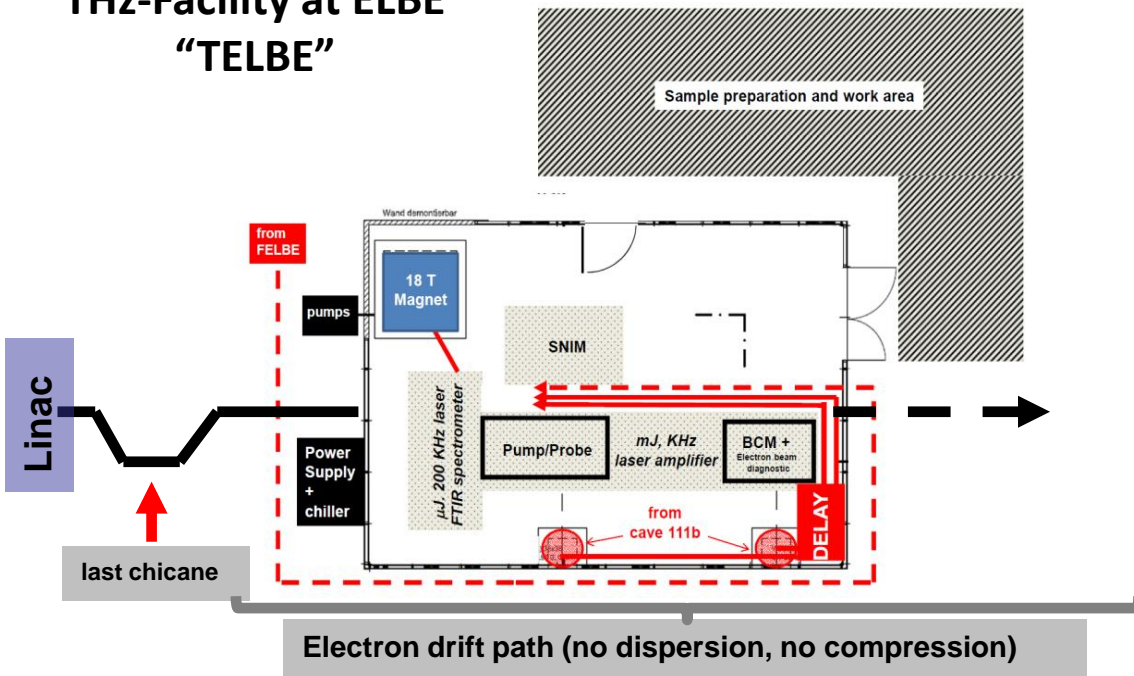 THz-Facility at ELBE
“TELBE”
Sample preparation and work area
Wand demontierbar
from
FELBE
18 T
Magnet
pumps
SNIM
Linac
µJ. 200 KHz laser
FTIR spectrometer
Pump/Probe
mJ, KHz
laser amplifier
BCM +
Electron beam
diagnostic
Power
Supply
+
chiller
from
cave 111b
DELAY
last chicane
Electron drift path (no dispersion, no compression)